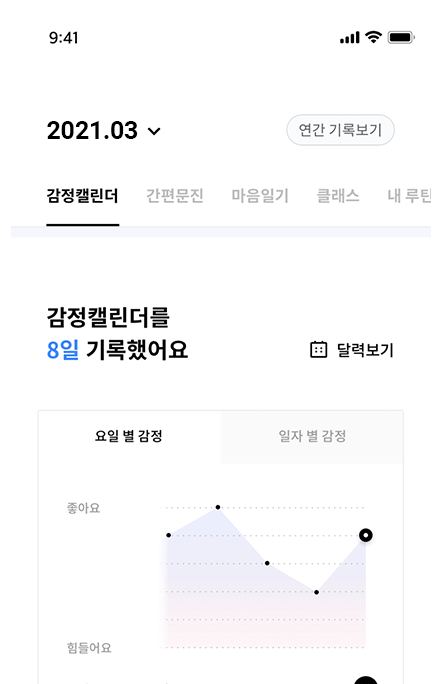 9:41
2021.03
연간 기록보기
감정캘린더 간편문진 마음일기 클래스 내 루틴
감정캘린더를
8일 기록했어요
달력보기
요일 별 감정 일자 별 감정
좋아요
힘들어요